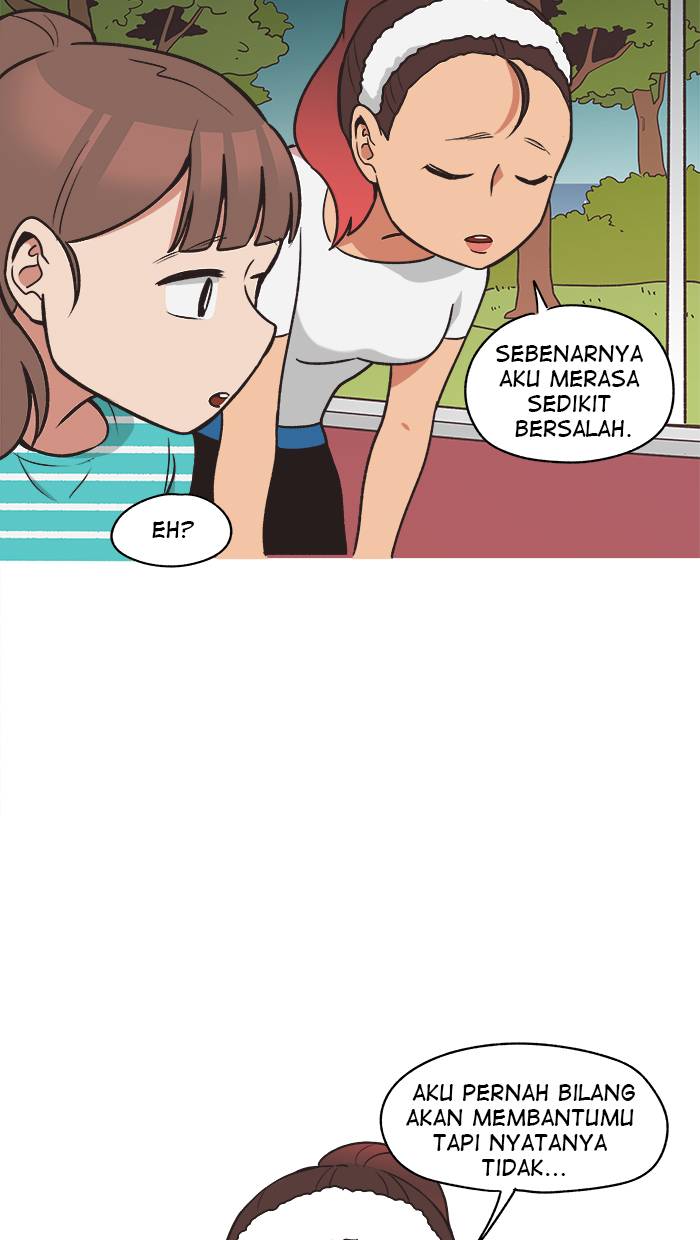 SEBENARNYA
AKU MERASA
SEDIKIT
BERSALAH.
EH?
AKU PERNAH BILANG
AKAN MEMBANTUMU
TAPI NYATANYA
TIDAK...